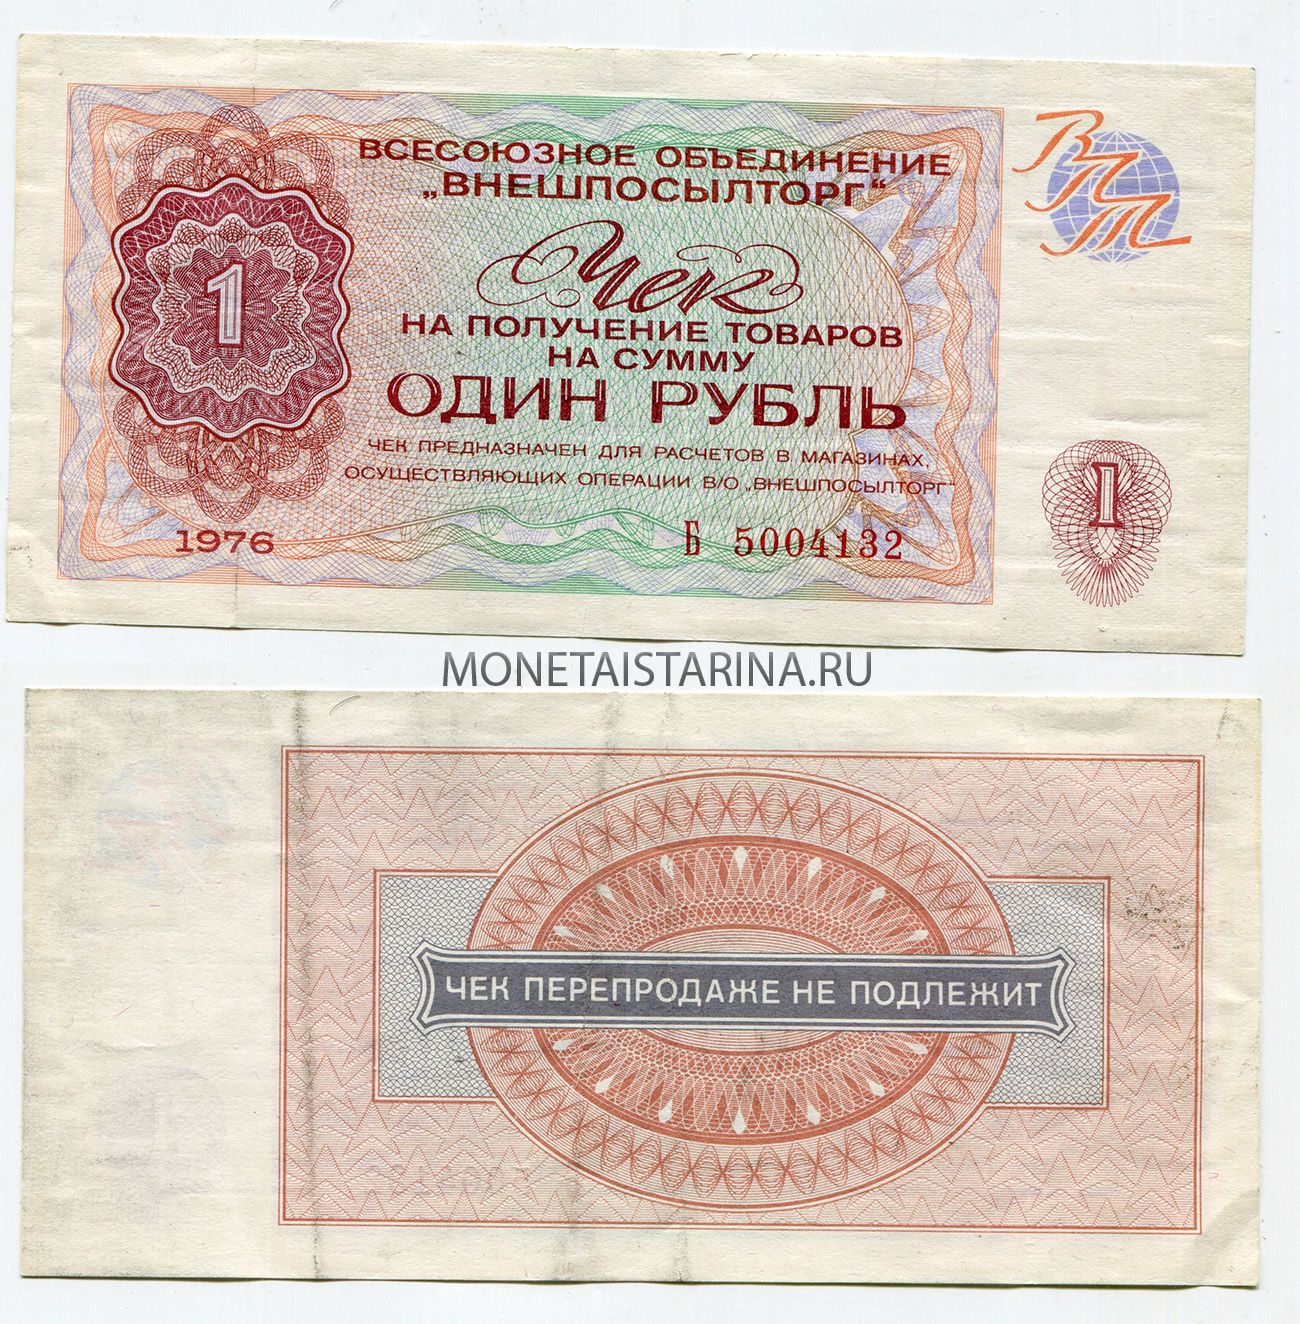 ВСЕСОЮЗНОЕ ОБЪЕДИНЕНИЕ
„ВНЕШПОСЫЛТОРГ“
ВПТ
1
Чек
НА ПОЛУЧЕНИЕ ТОВАРОВ
НА СУММУ
ОДИН РУБЛЬ
ЧЕК ПРЕДНАЗНАЧЕН ДЛЯ РАСЧЕТОВ В МАГАЗИНАХ,
ОСУЩЕСТВЛЯЮЩИХ ОПЕРАЦИИ В/О „ВНЕШПОСЫЛТОРГ“
1
1976
Б 5004132
MONETAISTARINA.RU
ЧЕК ПЕРЕПРОДАЖЕ НЕ ПОДЛЕЖИТ